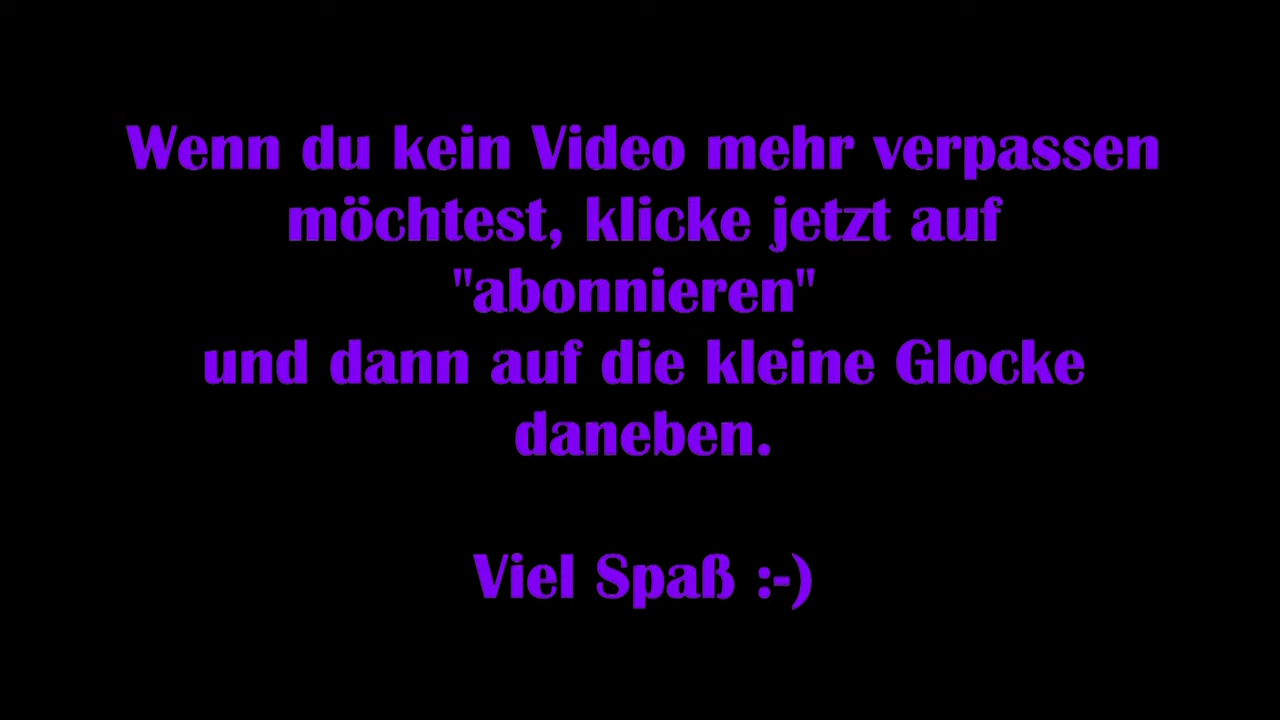 Wenn du kein Video mehr verpassen
möchtest, klicke jetzt auf
"abonnieren"
und dann auf die kleine Glocke
daneben.
Viel Spaß :-)